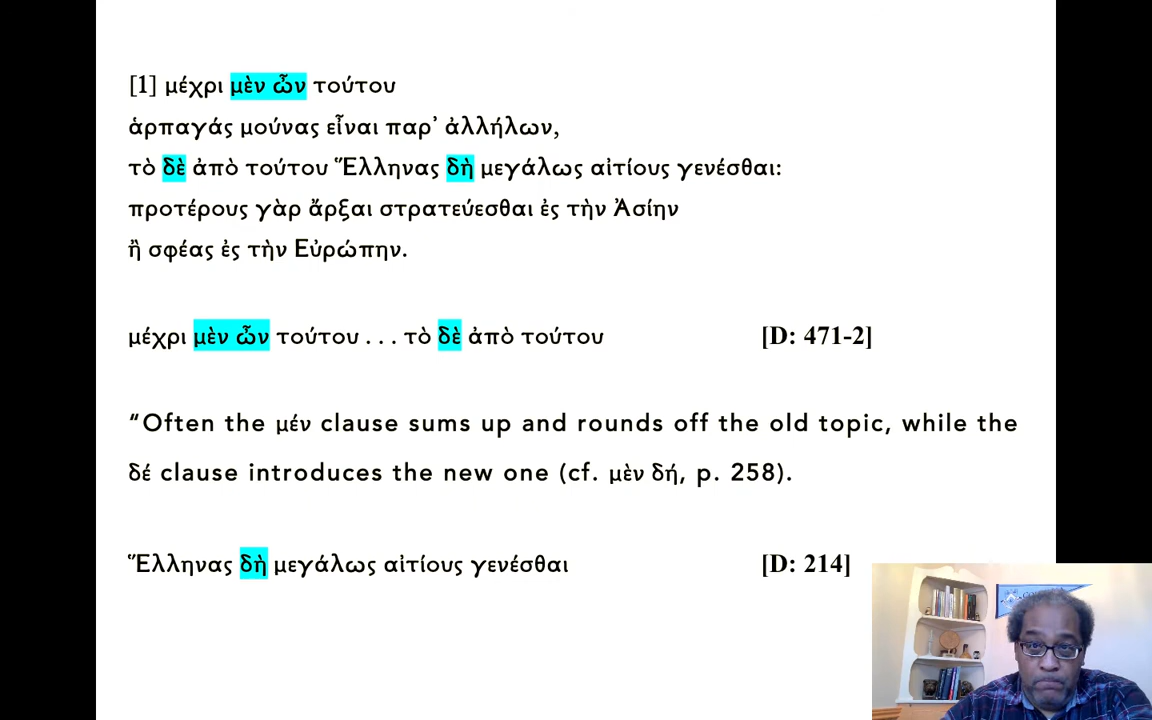 [1] μέχρι μὲν ὦν τούτου
ἁρπαγάς μούνας εἶναι παρ’ ἀλλήλων,
τὸ δὲ ἀπὸ τούτου Ἕλληνας δὴ μεγάλως αἰτίους γενέσθαι:
προτέρους γὰρ ἄρξαι στρατεύεσθαι ἐς τὴν Ἀσίην
ἢ σφέας ἐς τὴν Εὐρώπην.
μέχρι μὲν ὦν τούτου . . . τὸ δὲ ἀπὸ τούτου [D: 471-2]
“Often the μέν clause sums up and rounds off the old topic, while the
δέ clause introduces the new one (cf. μὲν δή, p. 258).
Ἕλληνας δὴ μεγάλως αἰτίους γενέσθαι [D: 214]